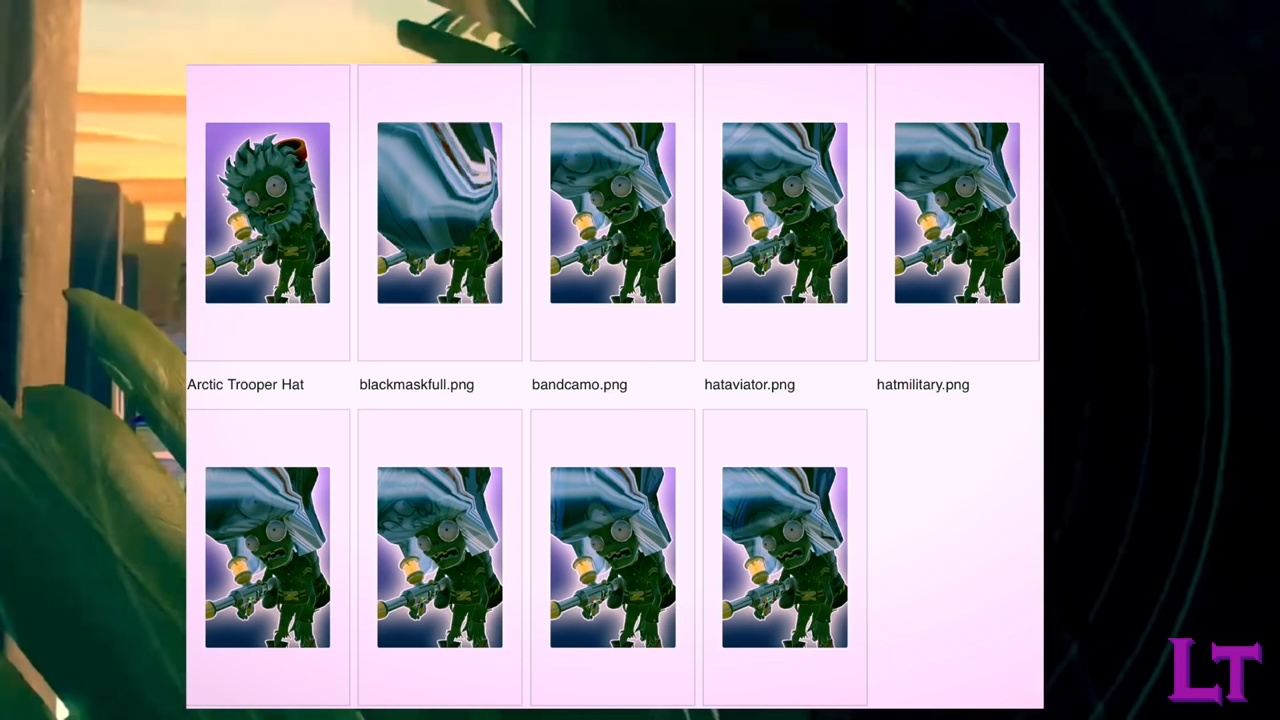 Arctic Trooper Hat
blackmaskfull.png
bandcamo.png
hataviator.png
hatmilitary.png
LT